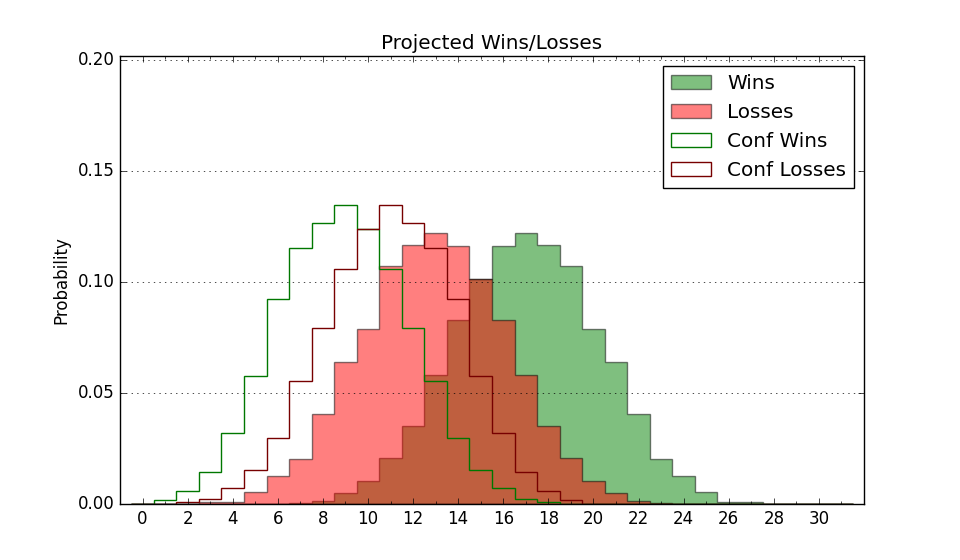 Projected Wins/Losses
0.20
0.15
0.10
0.05
0.00
Probability
Wins
Losses
Conf Wins
Conf Losses
0 2 4 6 8 10 12 14 16 18 20 22 24 26 28 30